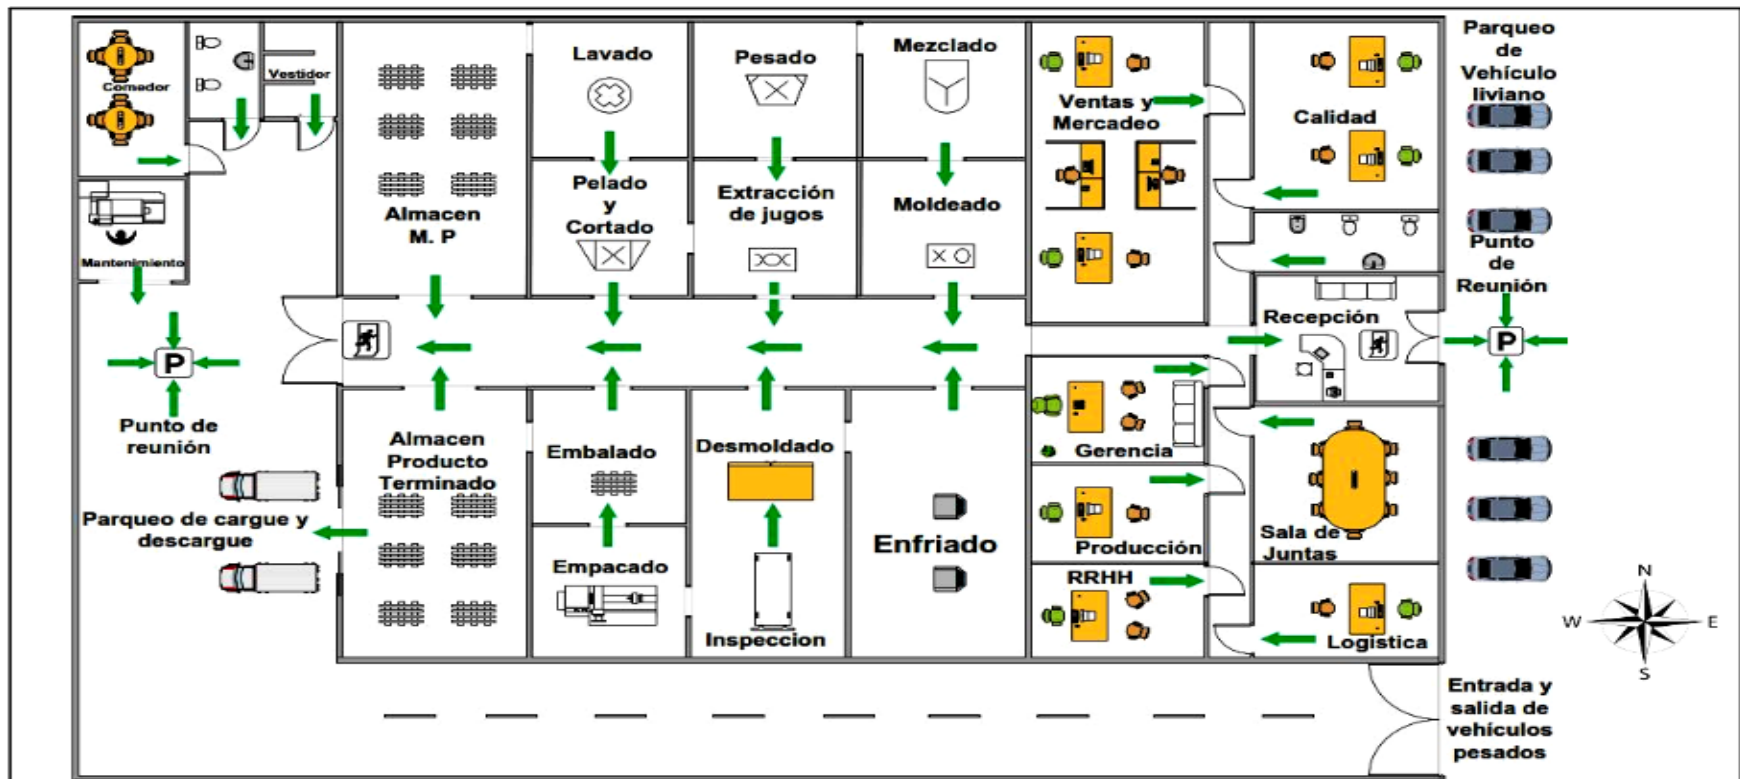 Comedor
Vestidor
Mantenimiento
P
Punto de
reunión
Parqueo de cargue y
descargue
Almacen
M. P
Lavado
Pelado
y
Cortado
Pesado
Extracción
de jugos
Mezclado
Moldeado
Almacen
Producto
Terminado
Embalado
Empacado
Desmoldado
Inspeccion
Enfriado
Ventas y
Mercadeo
Calidad
Recepción
Gerencia
Producción
RRHH
Sala de
Juntas
Logistica
Parqueo
de
Vehículo
liviano
Punto
de
Reunión
P
N
W
E
S
Entrada y
salida de
vehículos
pesados